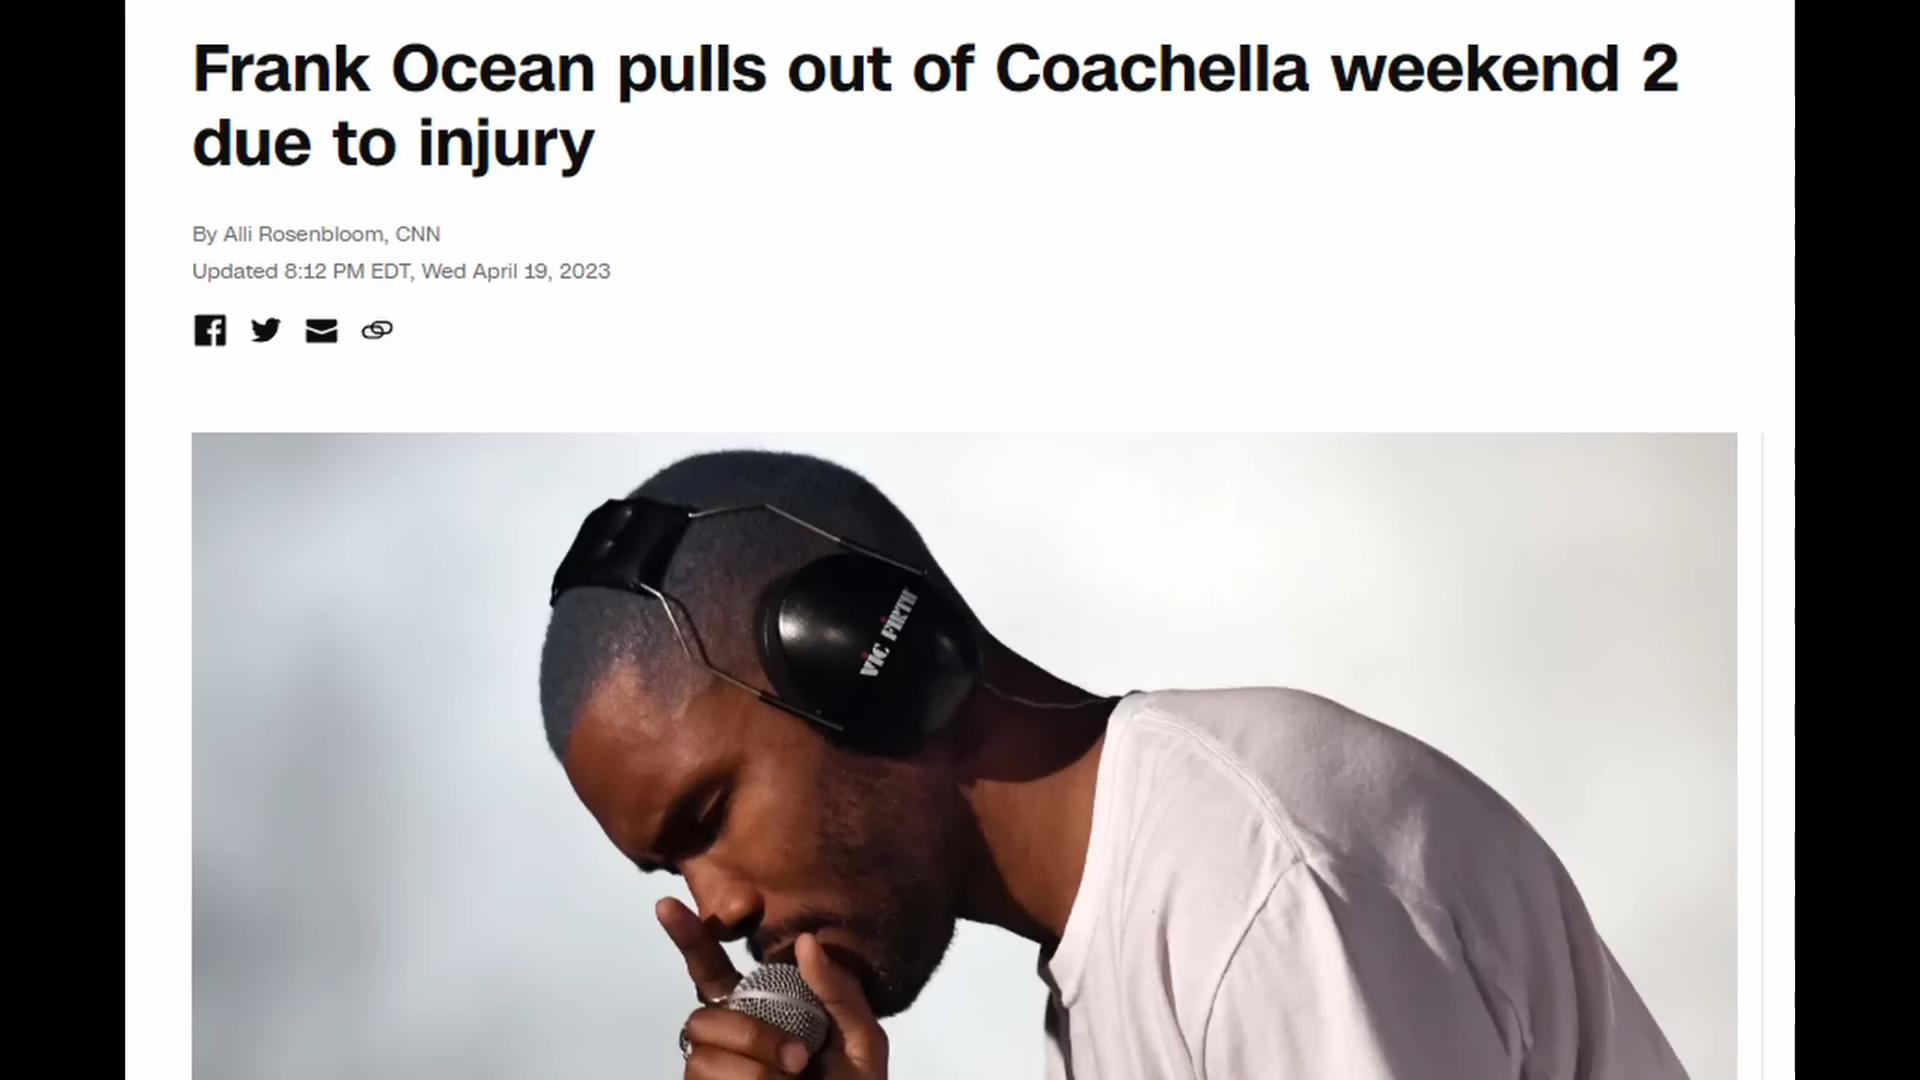 Frank Ocean pulls out of Coachella weekend 2
due to injury
By Alli Rosenbloom, CNN
Updated 8:12 PM EDT, Wed April 19, 2023
VIC FIRTH